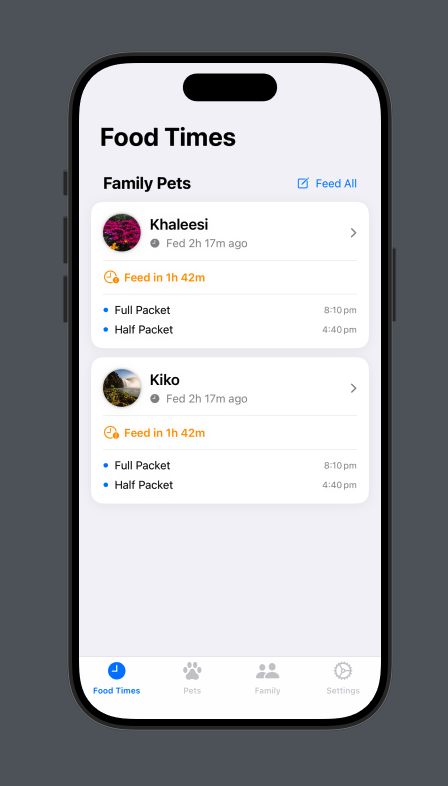 Food Times
Family Pets
Feed All
Khaleesi
Fed 2h 17m ago
Feed in 1h 42m
Full Packet 8:10 pm
Half Packet 4:40 pm
Kiko
Fed 2h 17m ago
Feed in 1h 42m
Full Packet 8:10 pm
Half Packet 4:40 pm
Food Times Pets Family Settings